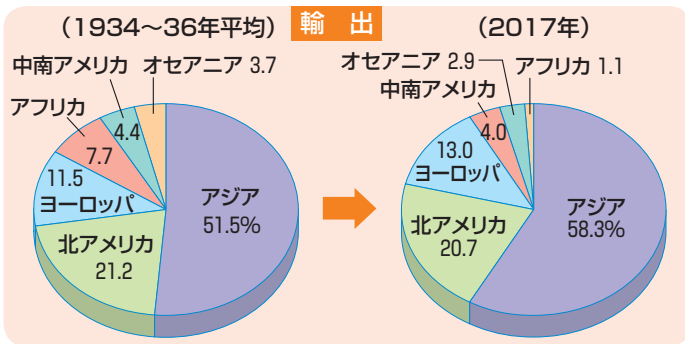 輸 出
（1934〜36年平均）
中南アメリカ
オセアニア 3.7
アフリカ
4.4
7.7
11.5
ヨーロッパ
アジア
51.5%
北アメリカ
21.2
（2017年）
オセアニア 2.9
アフリカ 1.1
中南アメリカ
4.0
13.0
ヨーロッパ
アジア
58.3%
北アメリカ
20.7